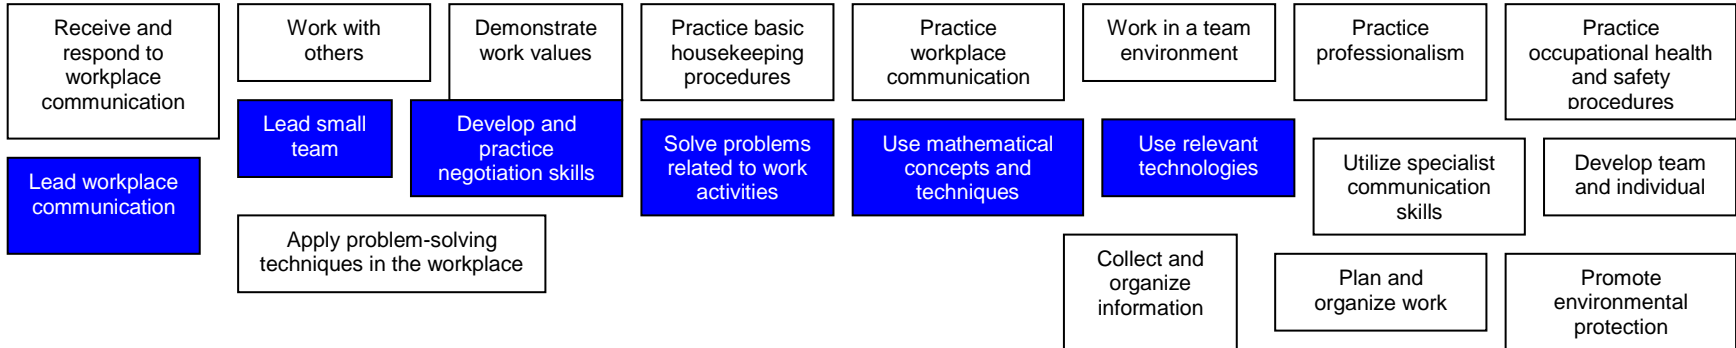 Receive and
respond to
workplace
communication
Work with
others
Demonstrate
work values
Practice basic
housekeeping
procedures
Practice
workplace
communication
Work in a team
environment
Practice
professionalism
Practice
occupational health
and safety
procedures
Lead workplace
communication
Lead small
team
Develop and
practice
negotiation skills
Solve problems
related to work
activities
Use mathematical
concepts and
techniques
Use relevant
technologies
Utilize specialist
communication
skills
Develop team
and individual
Apply problem-solving
techniques in the workplace
Collect and
organize
information
Plan and
organize work
Promote
environmental
protection